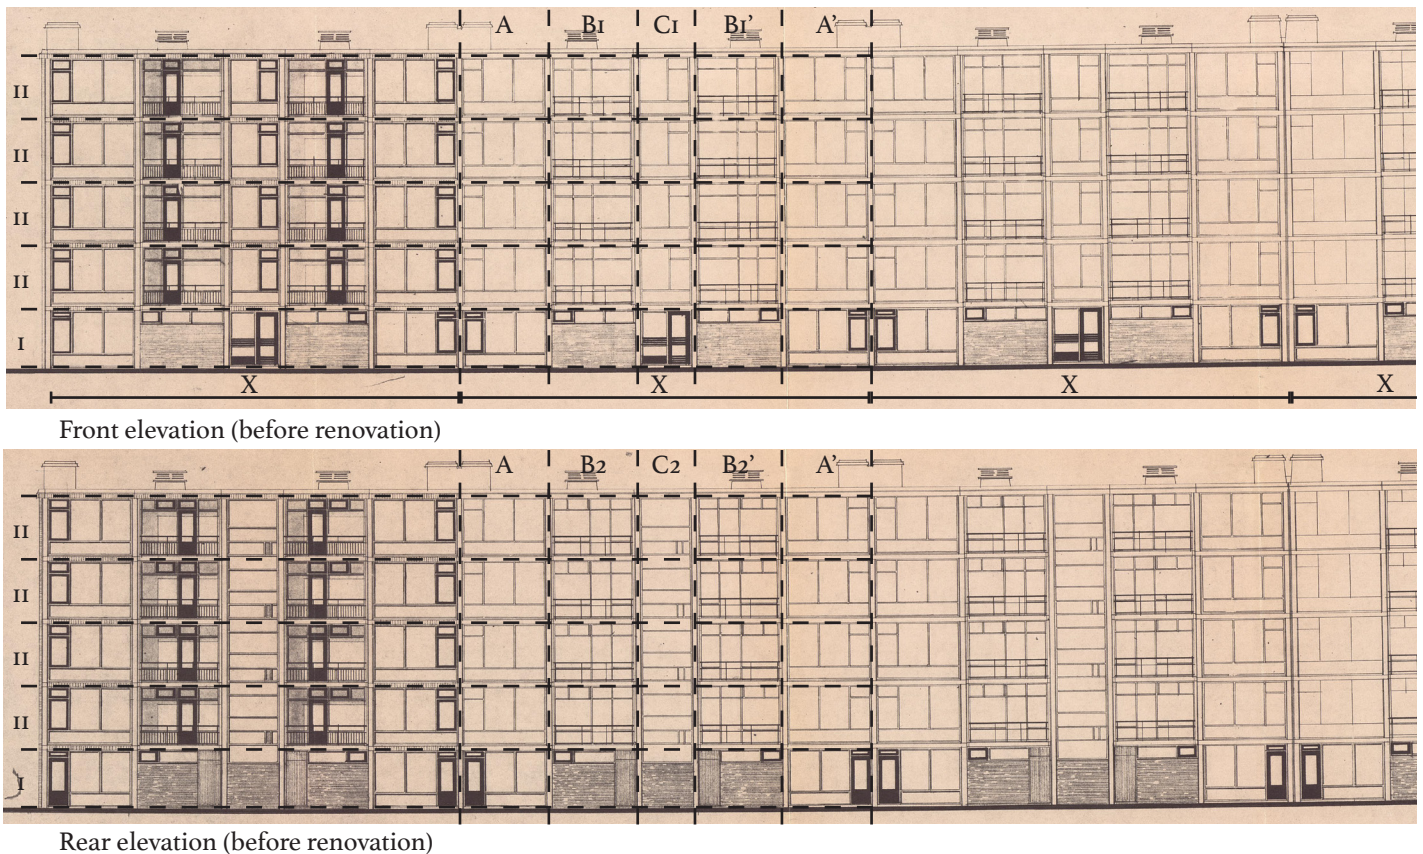 A B1 C1 B1’ A’
II
II
II
II
I
X X X X
Front elevation (before renovation)
A B2 C2 B2’ A’
II
II
II
II
I
Rear elevation (before renovation)